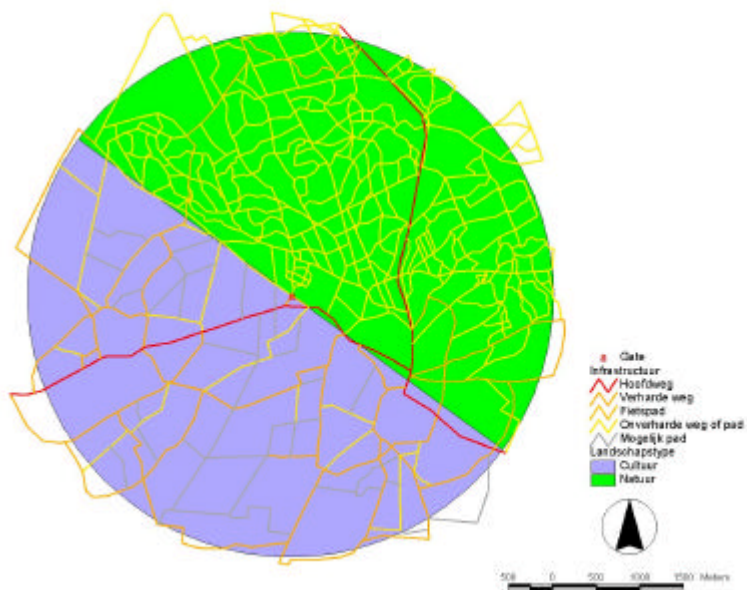 Gate
Infrastructuur
Hoofdweg
Verharde weg
Fietspad
Onverharde weg of pad
Mogelijk pad
Landschapstype
Cultuur
Natuur
500 0 500 1000 1500 Meters